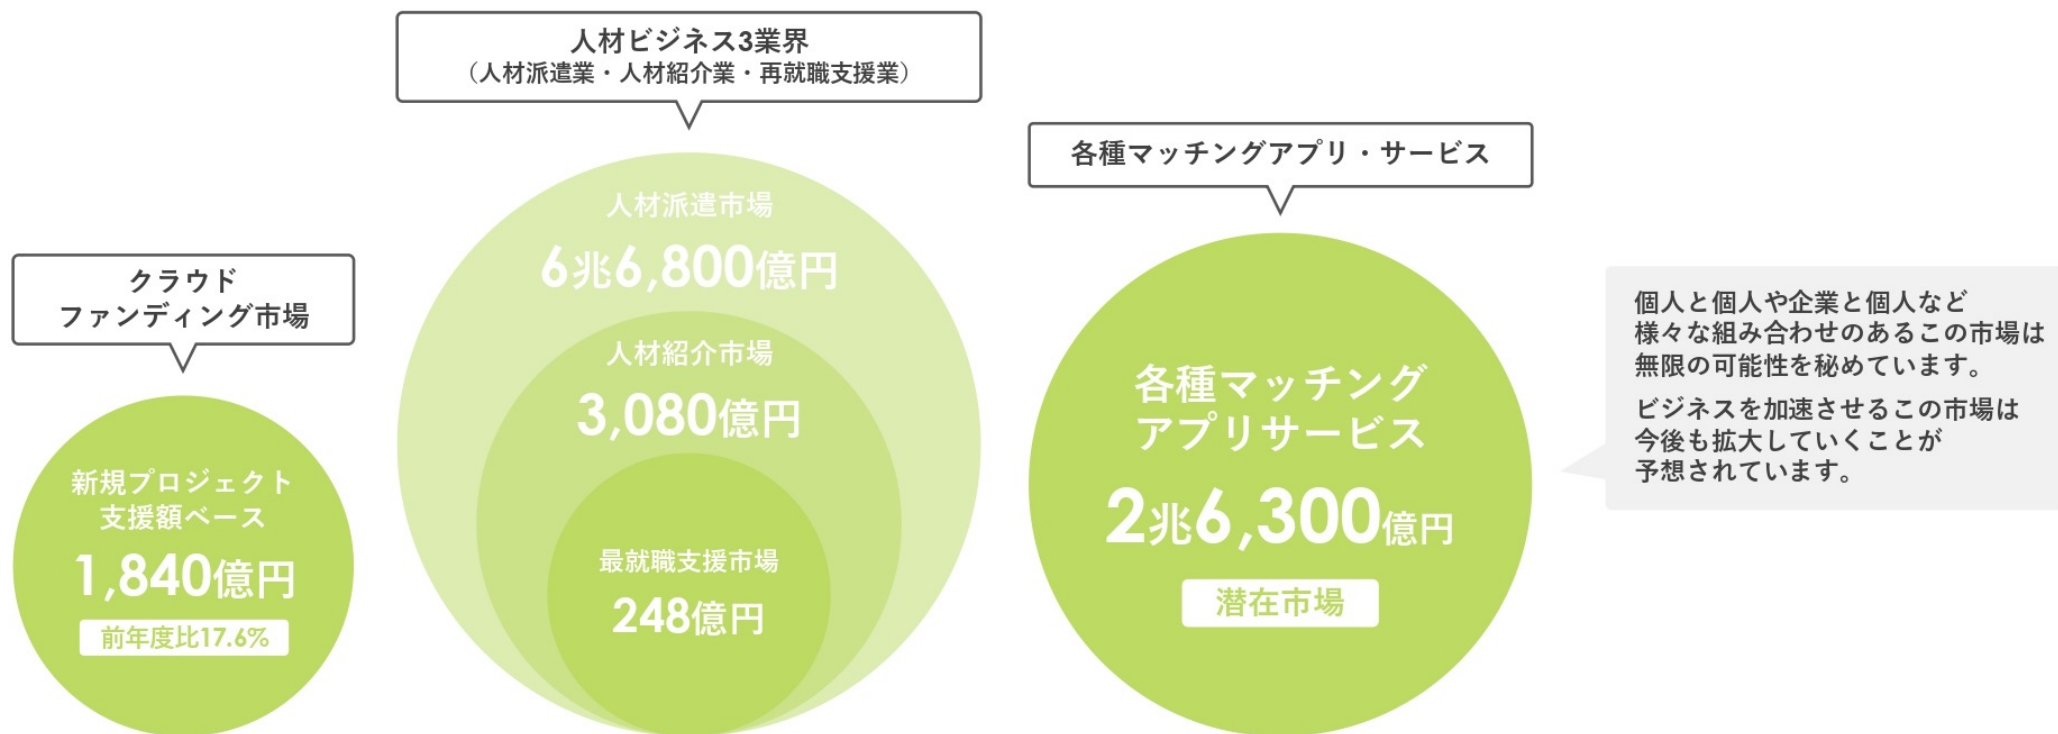 クラウド
ファンディング市場
新規プロジェクト
支援額ベース
1,840億円
前年度比17.6%
人材ビジネス3業界
（人材派遣業・人材紹介業・再就職支援業）
人材派遣市場
6兆6,800億円
人材紹介市場
3,080億円
最就職支援市場
248億円
各種マッチングアプリ・サービス
各種マッチング
アプリサービス
2兆6,300億円
潜在市場
個人と個人や企業と個人など
様々な組み合わせのあるこの市場は
無限の可能性を秘めています。
ビジネスを加速させるこの市場は
今後も拡大していくことが
予想されています。